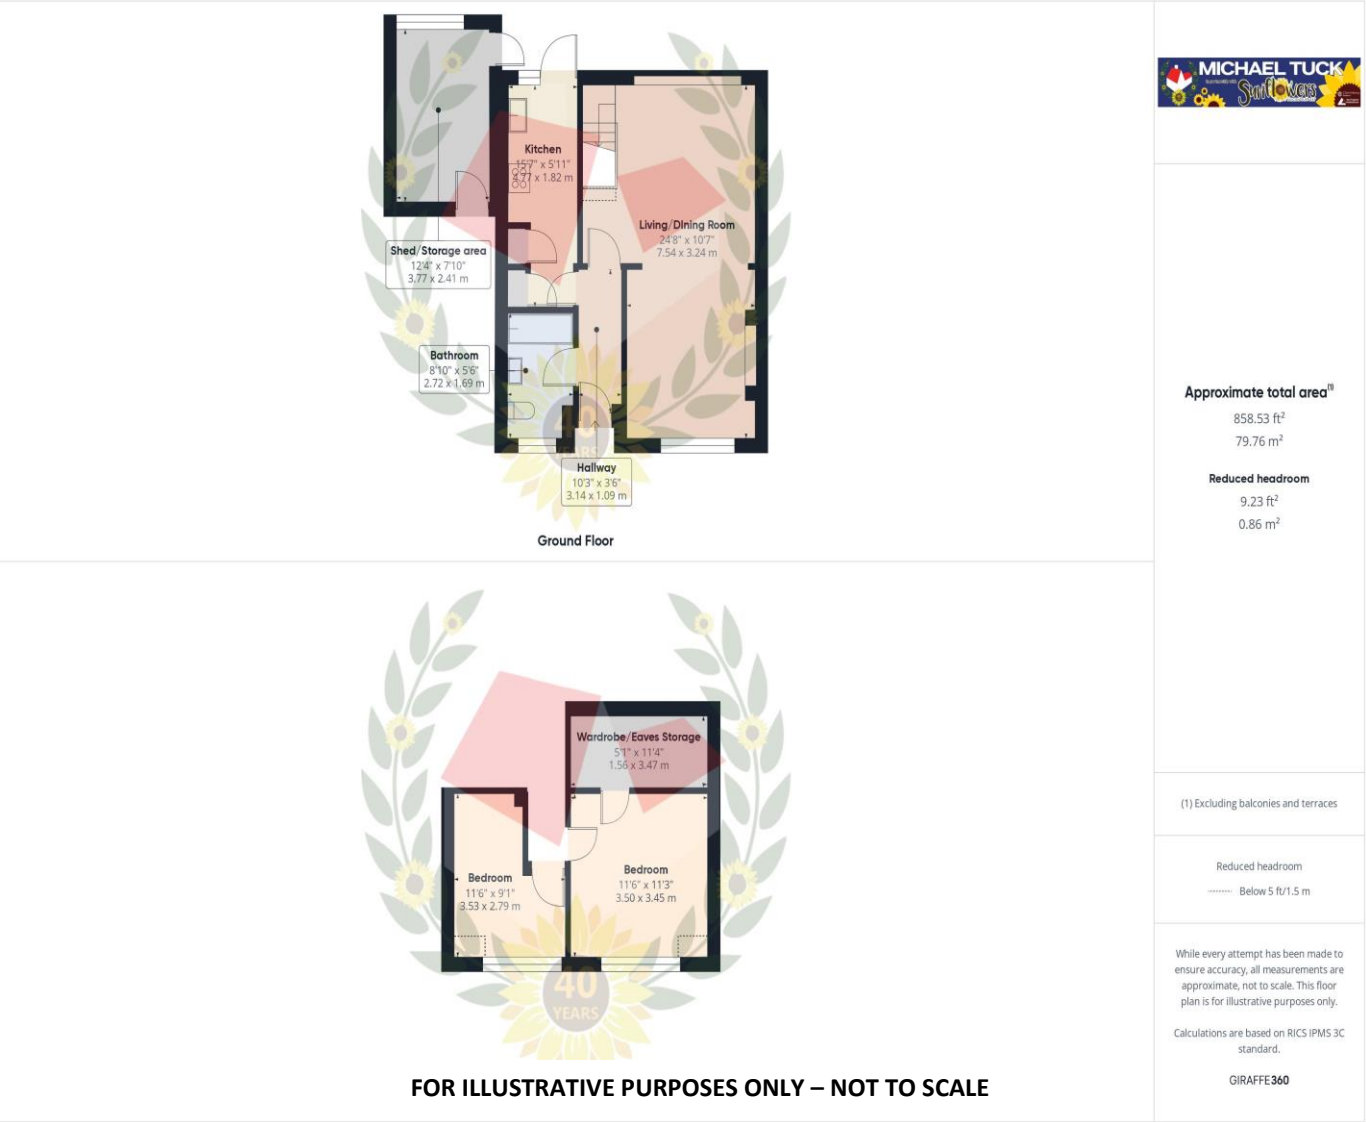 Kitchen
15'7" x 5'11"
4.77 x 1.82 m
Living/Dining Room
24'8" x 10'7"
7.54 x 3.24 m
Shed/Storage area
12'4" x 7'10"
3.77 x 2.41 m
Bathroom
8'10" x 5'6"
2.72 x 1.69 m
40
YEARS
Hallway
10'3" x 3'6"
3.14 x 1.09 m
Ground Floor
Wardrobe/Eaves Storage
5'1" x 11'4"
1.56 x 3.47 m
Bedroom
11'6" x 9'1"
3.53 x 2.79 m
Bedroom
11'6" x 11'3"
3.50 x 3.45 m
40
YEARS
FOR ILLUSTRATIVE PURPOSES ONLY – NOT TO SCALE
MICHAEL TUCK
Sunflowers
Approximate total area(1)
858.53 ft²
79.76 m²
Reduced headroom
9.23 ft²
0.86 m²
(1) Excluding balconies and terraces
Reduced headroom
Below 5 ft/1.5 m
While every attempt has been made to
ensure accuracy, all measurements are
approximate, not to scale. This floor
plan is for illustrative purposes only.
Calculations are based on RICS IPMS 3C
standard.
GIRAFFE360